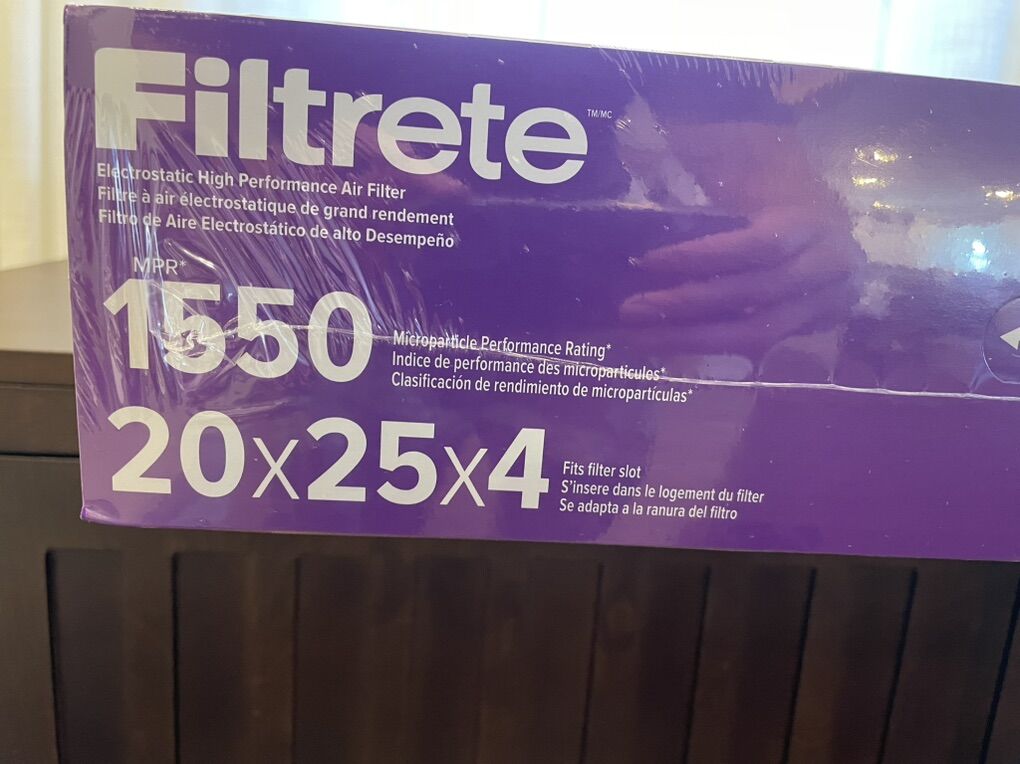 Filtrete TM/MC
Electrostatic High Performance Air Filter
Filtre à air électrostatique de grand rendement
Filtro de Aire Electrostático de alto Desempeño
MPR*
1550
Microparticle Performance Rating*
Indice de performance des microparticules*
Clasificación de rendimiento de micropartículas*
20x25x4
Fits filter slot
S'insere dans le logement du filter
Se adapta a la ranura del filtro